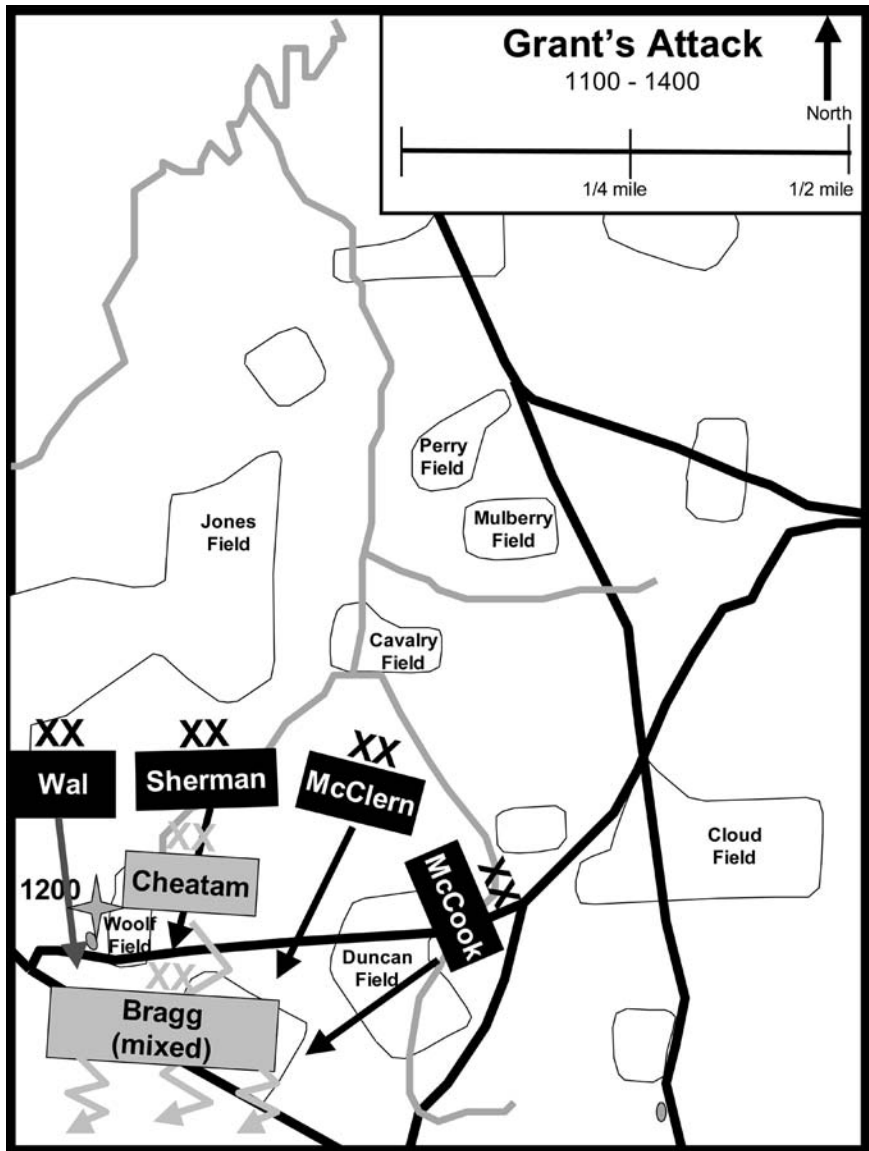 Grant's Attack
1100 - 1400
North
1/4 mile
1/2 mile
Perry
Field
Mulberry
Field
Jones
Field
Cavalry
Field
XX
Wal
XX
Sherman
XX
McClern
XX
McCook
XX
Cheatam
Cloud
Field
1200
Woolf
Field
Duncan
Field
XX
Bragg
(mixed)